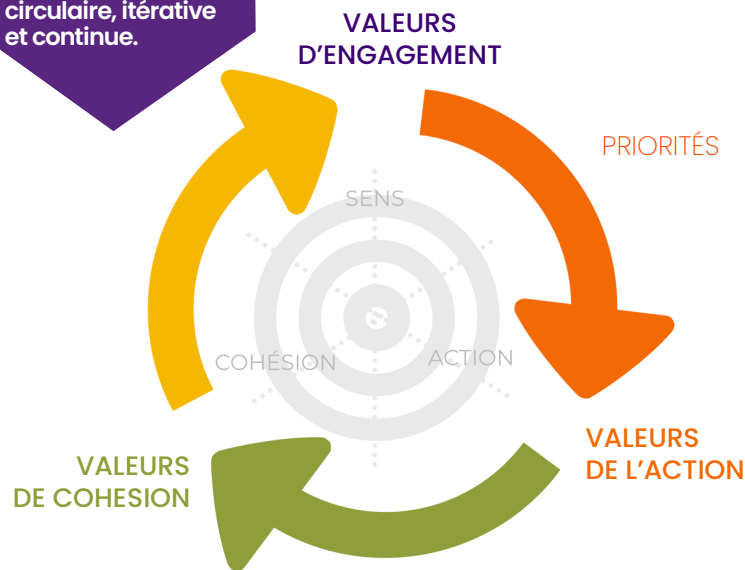 circulaire, itérative
et continue.
VALEURS
D’ENGAGEMENT
PRIORITÉS
SENS
COHÉSION
ACTION
VALEURS
DE L’ACTION
VALEURS
DE COHESION